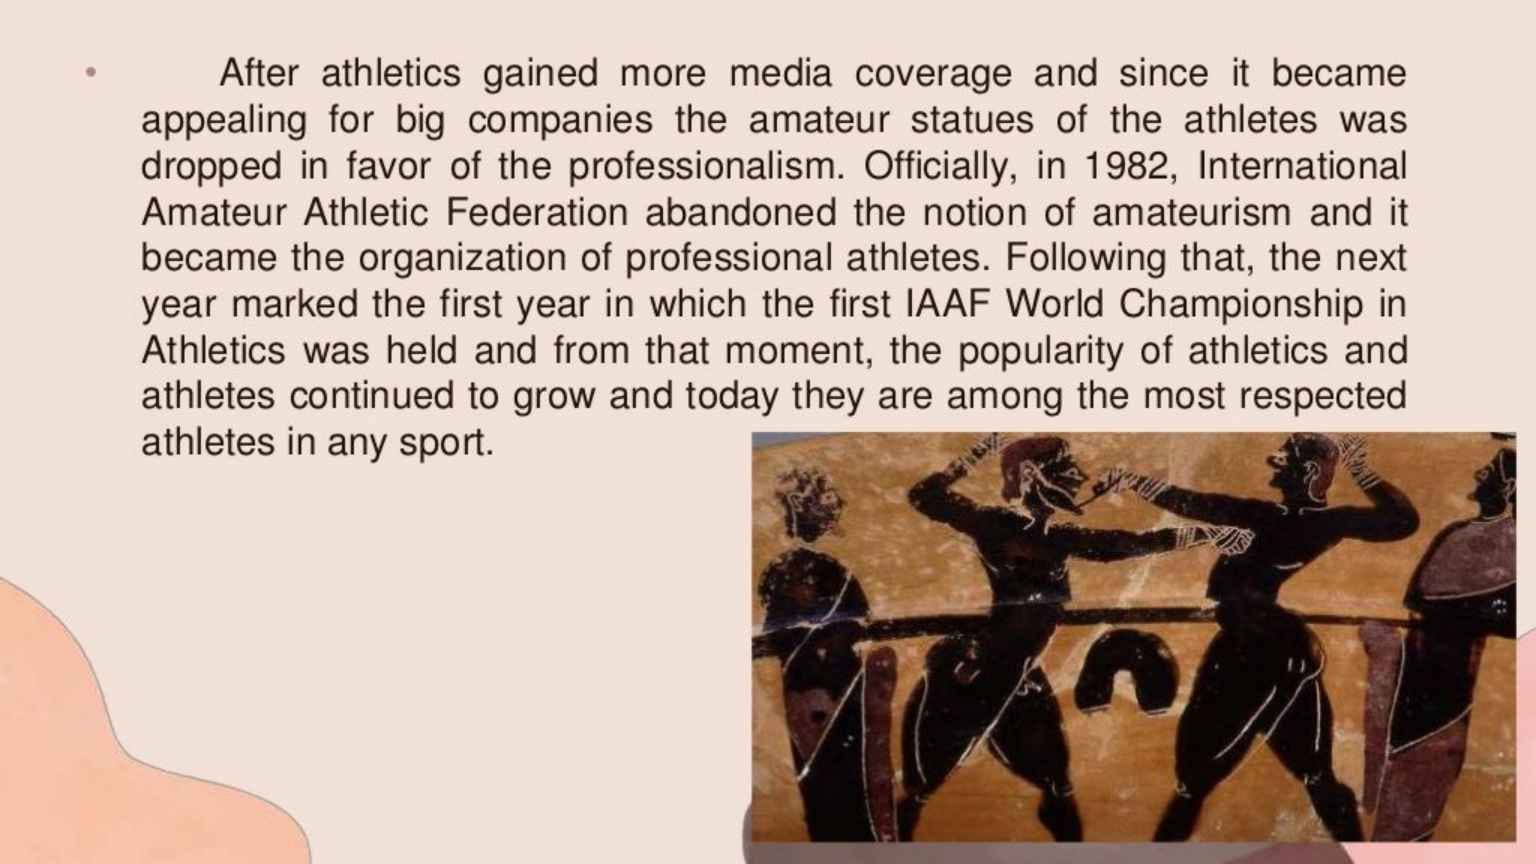 • After athletics gained more media coverage and since it became
appealing for big companies the amateur statues of the athletes was
dropped in favor of the professionalism. Officially, in 1982, International
Amateur Athletic Federation abandoned the notion of amateurism and it
became the organization of professional athletes. Following that, the next
year marked the first year in which the first IAAF World Championship in
Athletics was held and from that moment, the popularity of athletics and
athletes continued to grow and today they are among the most respected
athletes in any sport.